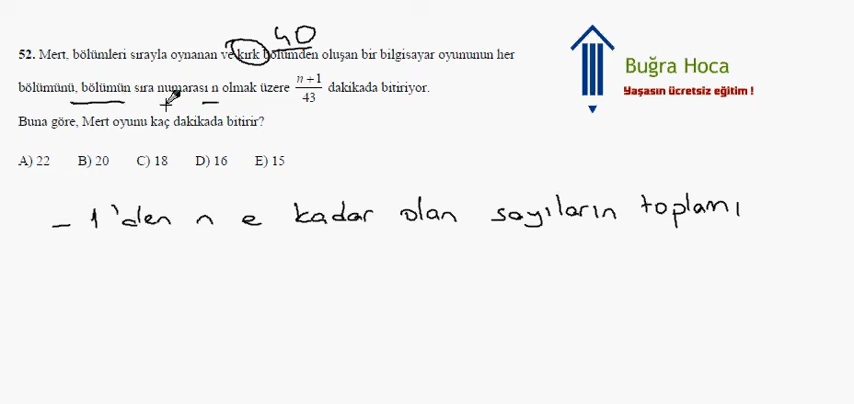 40
52. Mert, bölümleri sırayla oynanan ve kırk bölümden oluşan bir bilgisayar oyununun her
bölümünü, bölümün sıra numarası n olmak üzere n+1/43 dakikada bitiriyor.
Buna göre, Mert oyunu kaç dakikada bitirir?
A) 22 B) 20 C) 18 D) 16 E) 15
Buğra Hoca
Yaşasın ücretsiz eğitim !
– 1'den n e kadar olan sayıların toplamı